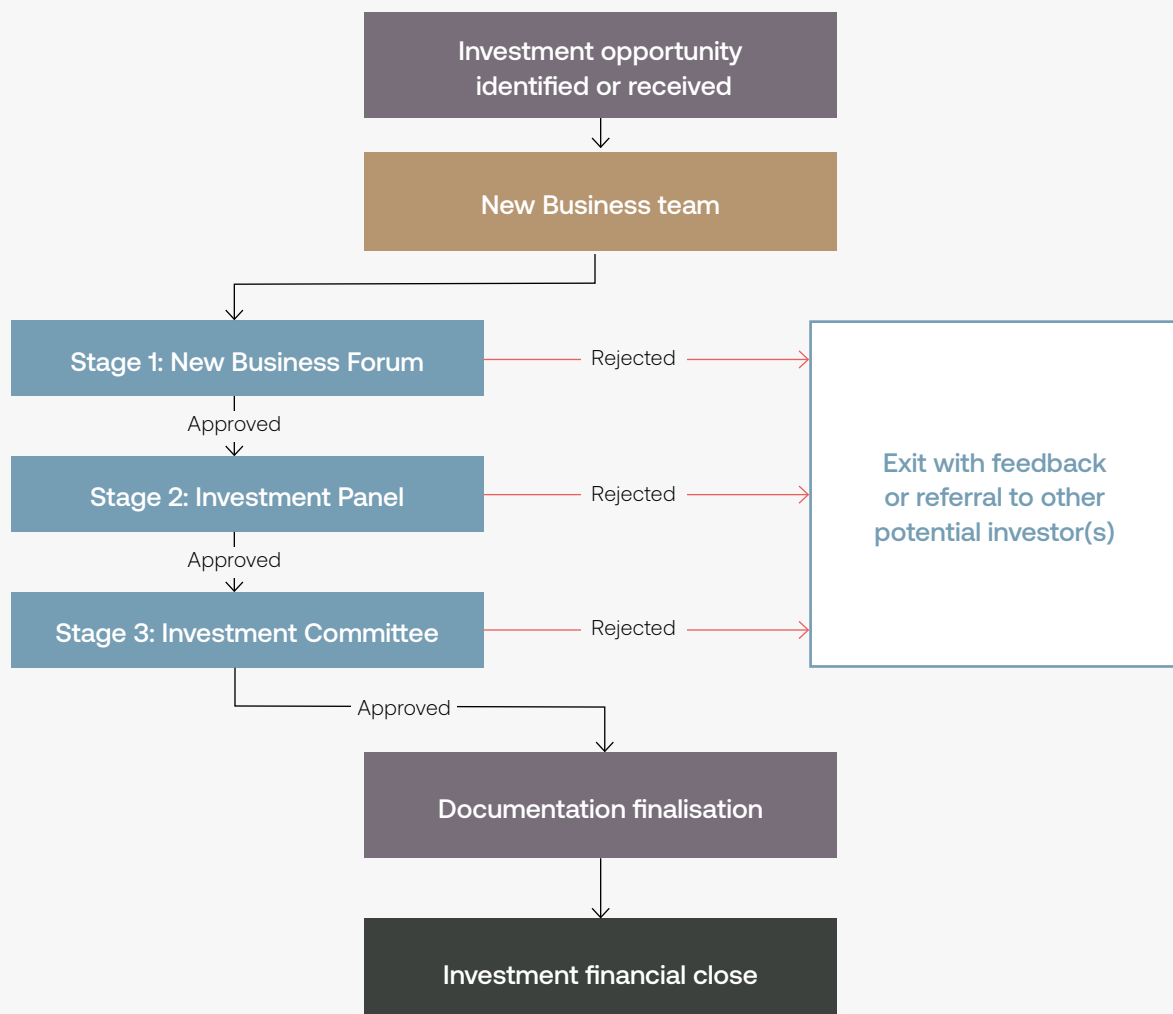 Investment opportunity
identified or received
New Business team
Stage 1: New Business Forum
Rejected
Approved
Exit with feedback
or referral to other
potential investor(s)
Stage 2: Investment Panel
Rejected
Approved
Stage 3: Investment Committee
Rejected
Approved
Documentation finalisation
Investment financial close